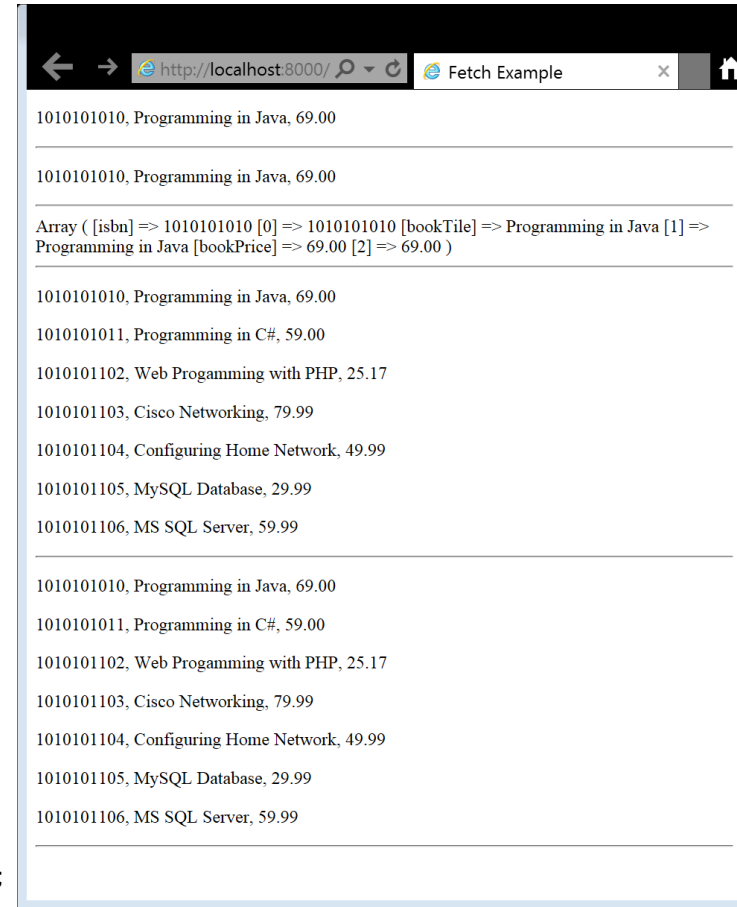 http://localhost:8000/
Fetch Example
1010101010, Programming in Java, 69.00
1010101010, Programming in Java, 69.00
Array ( [isbn] => 1010101010 [0] => 1010101010 [bookTile] => Programming in Java [1] =>
Programming in Java [bookPrice] => 69.00 [2] => 69.00 )
1010101010, Programming in Java, 69.00
1010101011, Programming in C#, 59.00
1010101102, Web Progamming with PHP, 25.17
1010101103, Cisco Networking, 79.99
1010101104, Configuring Home Network, 49.99
1010101105, MySQL Database, 29.99
1010101106, MS SQL Server, 59.99
1010101010, Programming in Java, 69.00
1010101011, Programming in C#, 59.00
1010101102, Web Progamming with PHP, 25.17
1010101103, Cisco Networking, 79.99
1010101104, Configuring Home Network, 49.99
1010101105, MySQL Database, 29.99
1010101106, MS SQL Server, 59.99